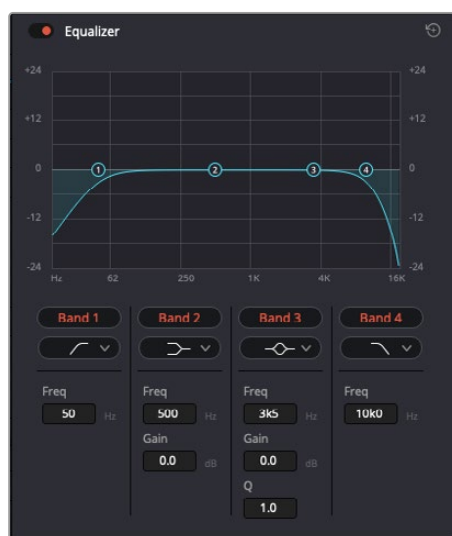 Equalizer
+24 +24
+12 +12
0 1 2 3 4 0
-12 -12
-24 -24
Hz 62 250 1K 4K 16K
Band 1 Band 2 Band 3 Band 4
Freq Freq Freq Freq
50 Hz 500 Hz 3k5 Hz 10k0 Hz
Gain Gain
0.0 dB 0.0 dB
Q
1.0